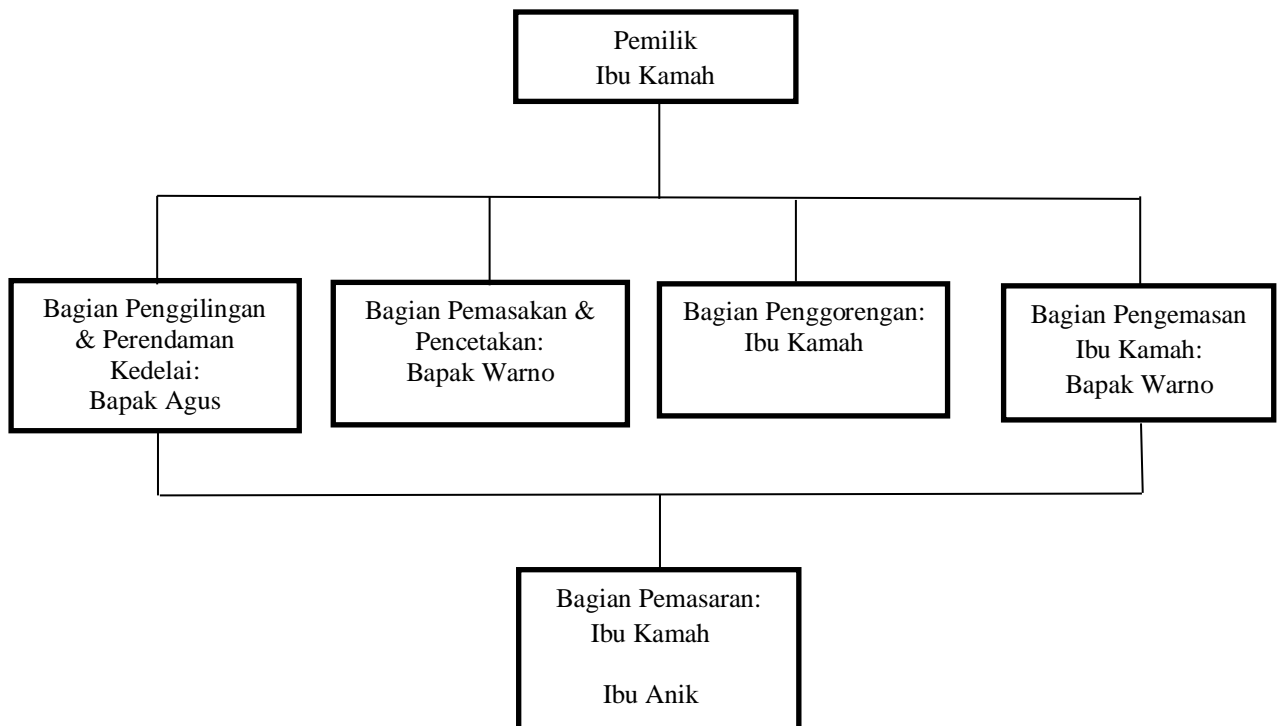 Pemilik
Ibu Kamah
Bagian Penggilingan
& Perendaman
Kedelai:
Bapak Agus
Bagian Pemasakan &
Pencetakan:
Bapak Warno
Bagian Penggorengan:
Ibu Kamah
Bagian Pengemasan
Ibu Kamah:
Bapak Warno
Bagian Pemasaran:
Ibu Kamah
Ibu Anik